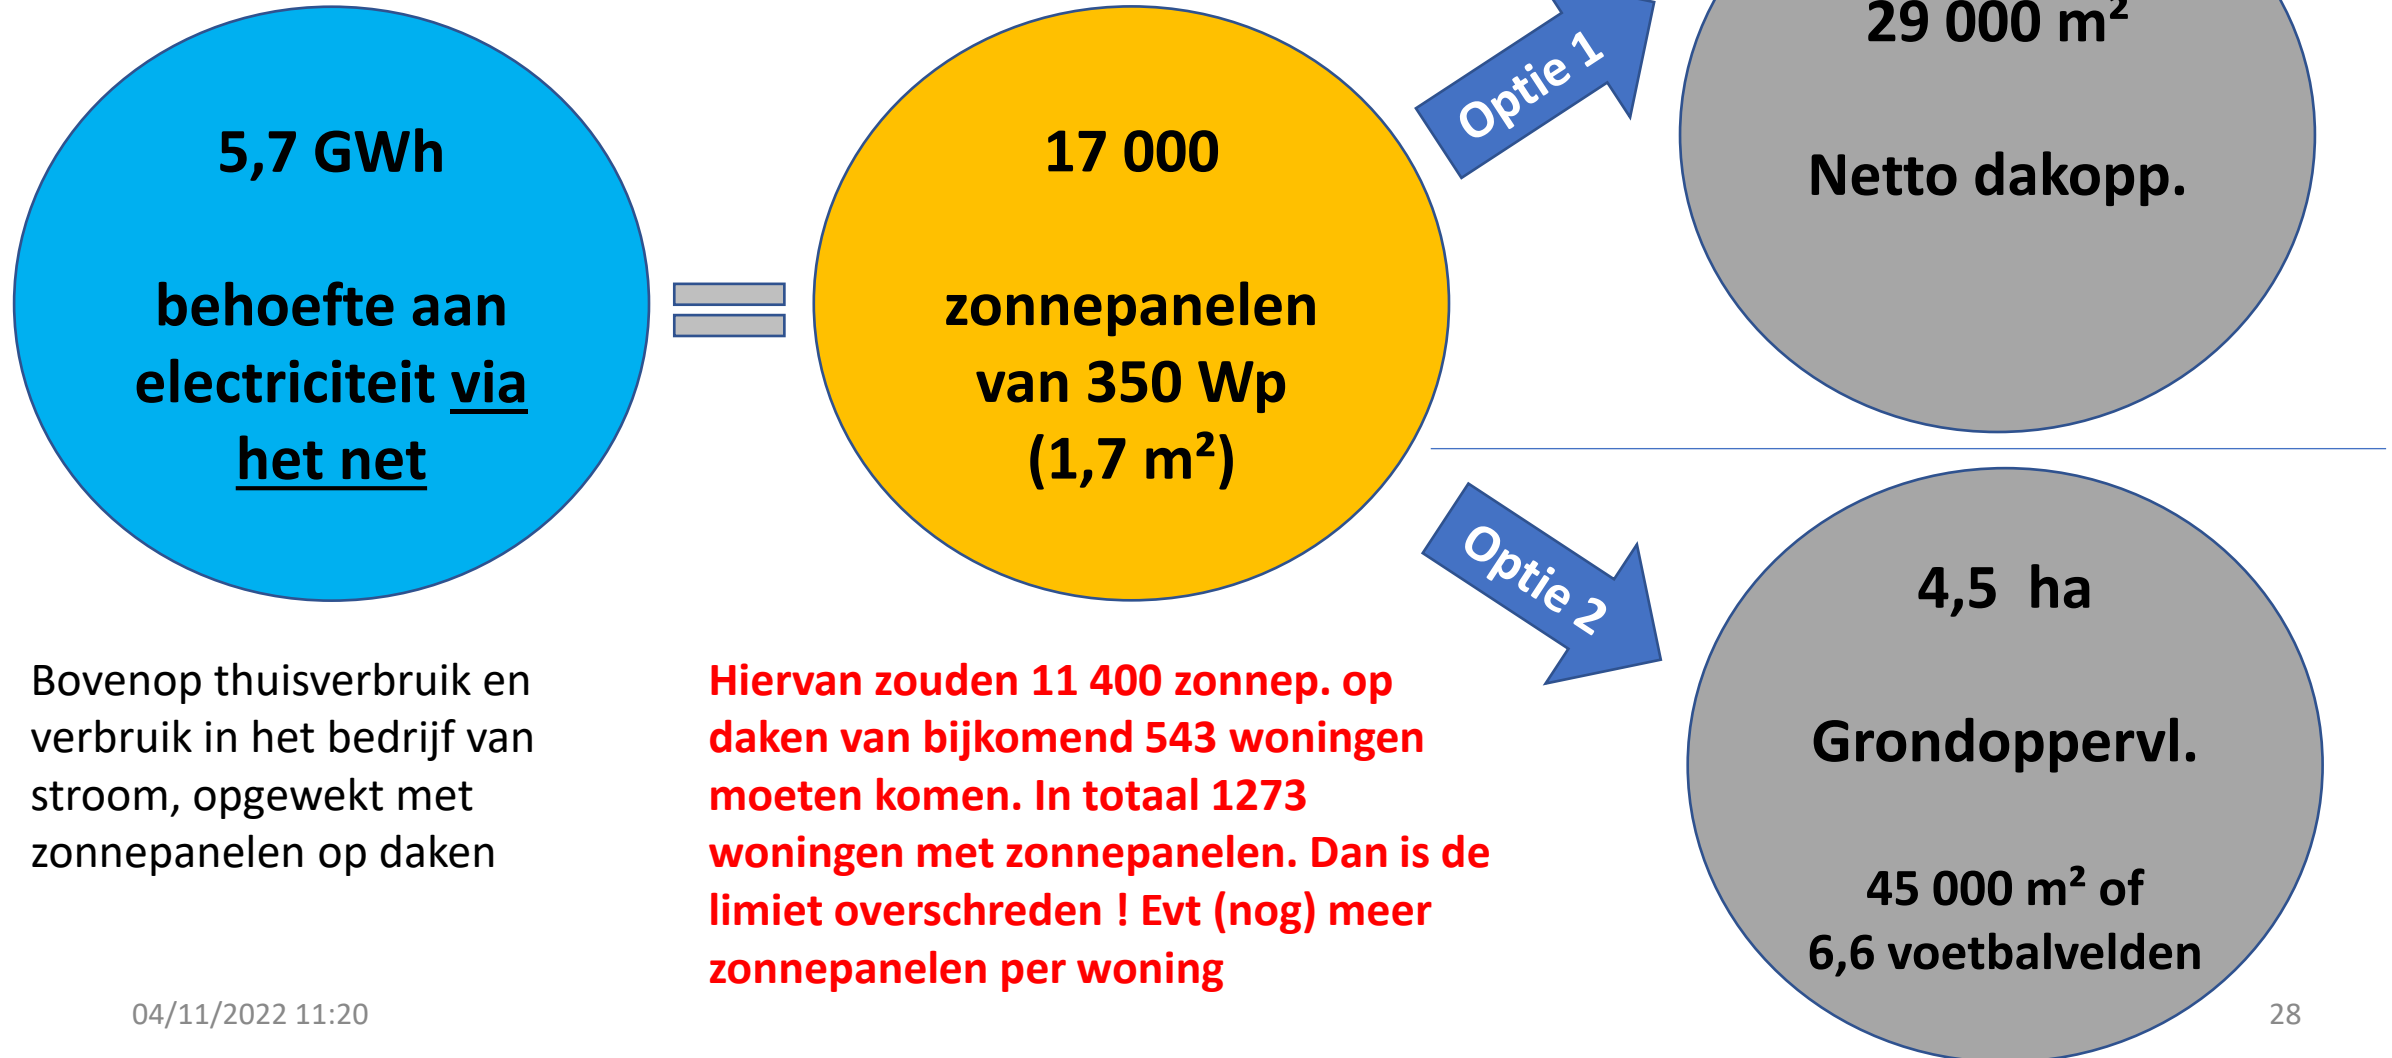 5,7 GWh
behoefte aan
electriciteit via
het net
17 000
zonnepanelen
van 350 Wp
(1,7 m²)
Optie 1
29 000 m²
Netto dakopp.
Optie 2
4,5 ha
Grondoppervl.
45 000 m² of
6,6 voetbalvelden
Bovenop thuisverbruik en
verbruik in het bedrijf van
stroom, opgewekt met
zonnepanelen op daken
Hiervan zouden 11 400 zonnep. op
daken van bijkomend 543 woningen
moeten komen. In totaal 1273
woningen met zonnepanelen. Dan is de
limiet overschreden ! Evt (nog) meer
zonnepanelen per woning
04/11/2022 11:20
28